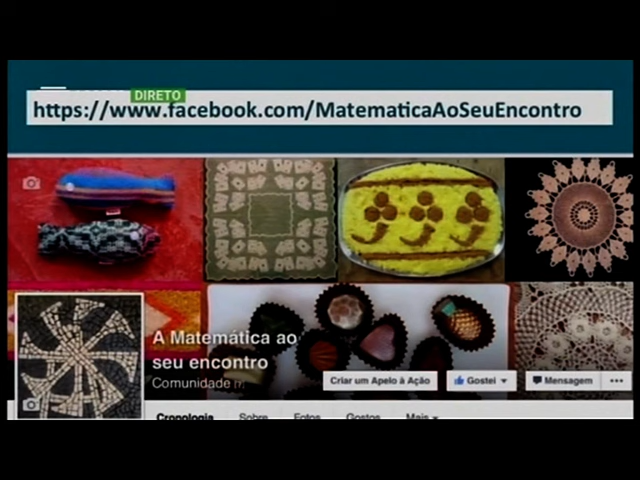 DIRETO
https://www.facebook.com/MatematicaAoSeuEncontro
A Matemática ao
seu encontro
Comunidade
Criar um Apelo à Ação
Gostei
Mensagem
Cronologia Sobre Fotos Gostos Mais